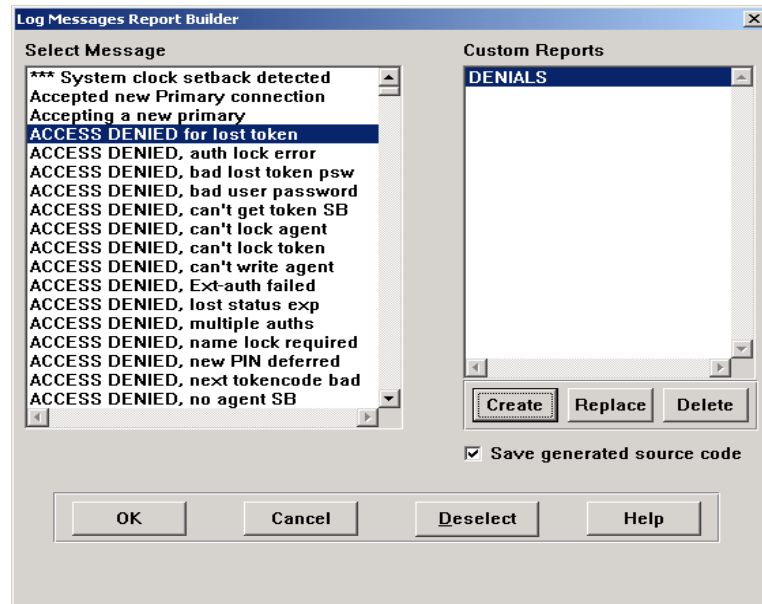 Log Messages Report Builder
Select Message
*** System clock setback detected
Accepted new Primary connection
Accepting a new primary
ACCESS DENIED for lost token
ACCESS DENIED, auth lock error
ACCESS DENIED, bad lost token psw
ACCESS DENIED, bad user password
ACCESS DENIED, can't get token SB
ACCESS DENIED, can't lock agent
ACCESS DENIED, can't lock token
ACCESS DENIED, can't write agent
ACCESS DENIED, Ext-auth failed
ACCESS DENIED, lost status exp
ACCESS DENIED, multiple auths
ACCESS DENIED, name lock required
ACCESS DENIED, new PIN deferred
ACCESS DENIED, next tokencode bad
ACCESS DENIED, no agent SB
Custom Reports
DENIALS
Create Replace Delete
Save generated source code
OK Cancel Deselect Help